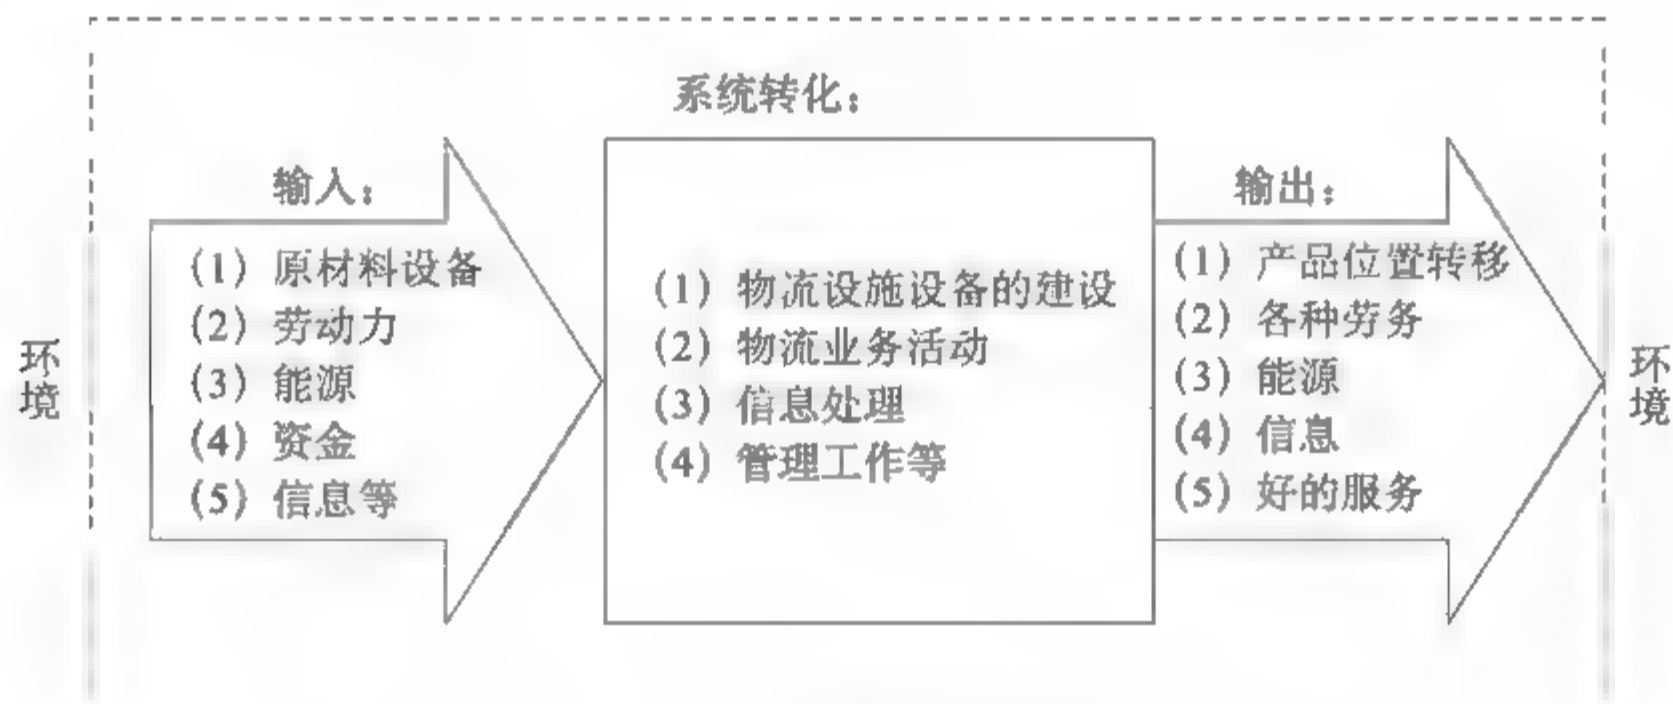 系统转化：
输入：
(1) 原材料设备
(2) 劳动力
(3) 能源
(4) 资金
(5) 信息等
(1) 物流设施设备的建设
(2) 物流业务活动
(3) 信息处理
(4) 管理工作等
输出：
(1) 产品位置转移
(2) 各种劳务
(3) 能源
(4) 信息
(5) 好的服务
环境
环境